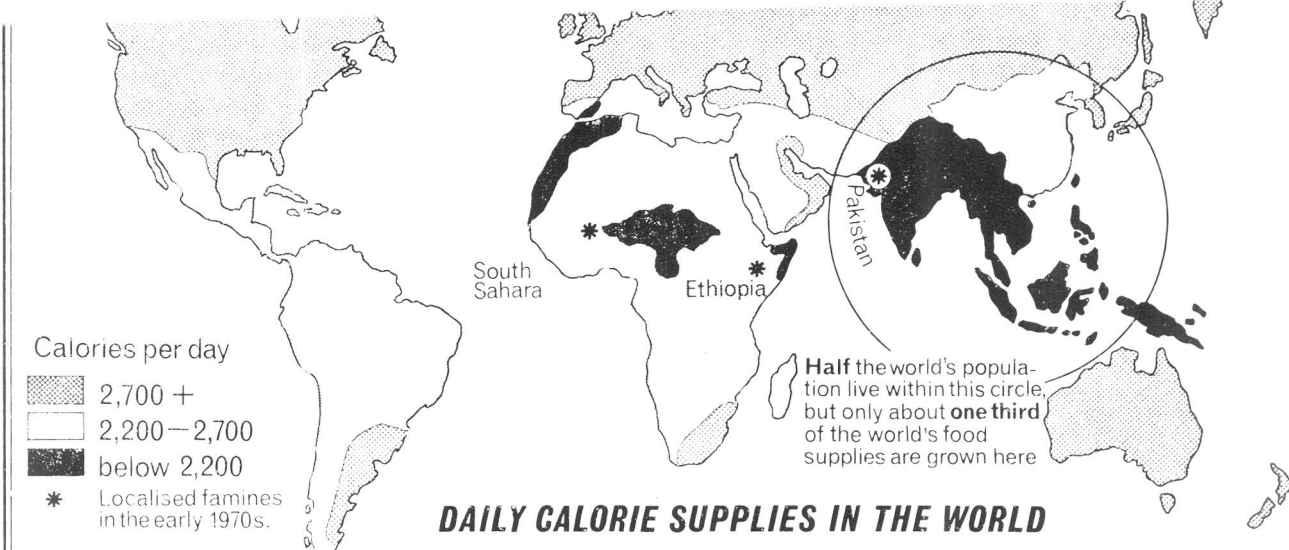 Pakistan
South
Sahara
Ethiopia
Calories per day
2,700 +
2,200—2,700
below 2,200
Localised famines
in the early 1970s.
Half the world's popula-
tion live within this circle,
but only about one third
of the world's food
supplies are grown here
DAILY CALORIE SUPPLIES IN THE WORLD